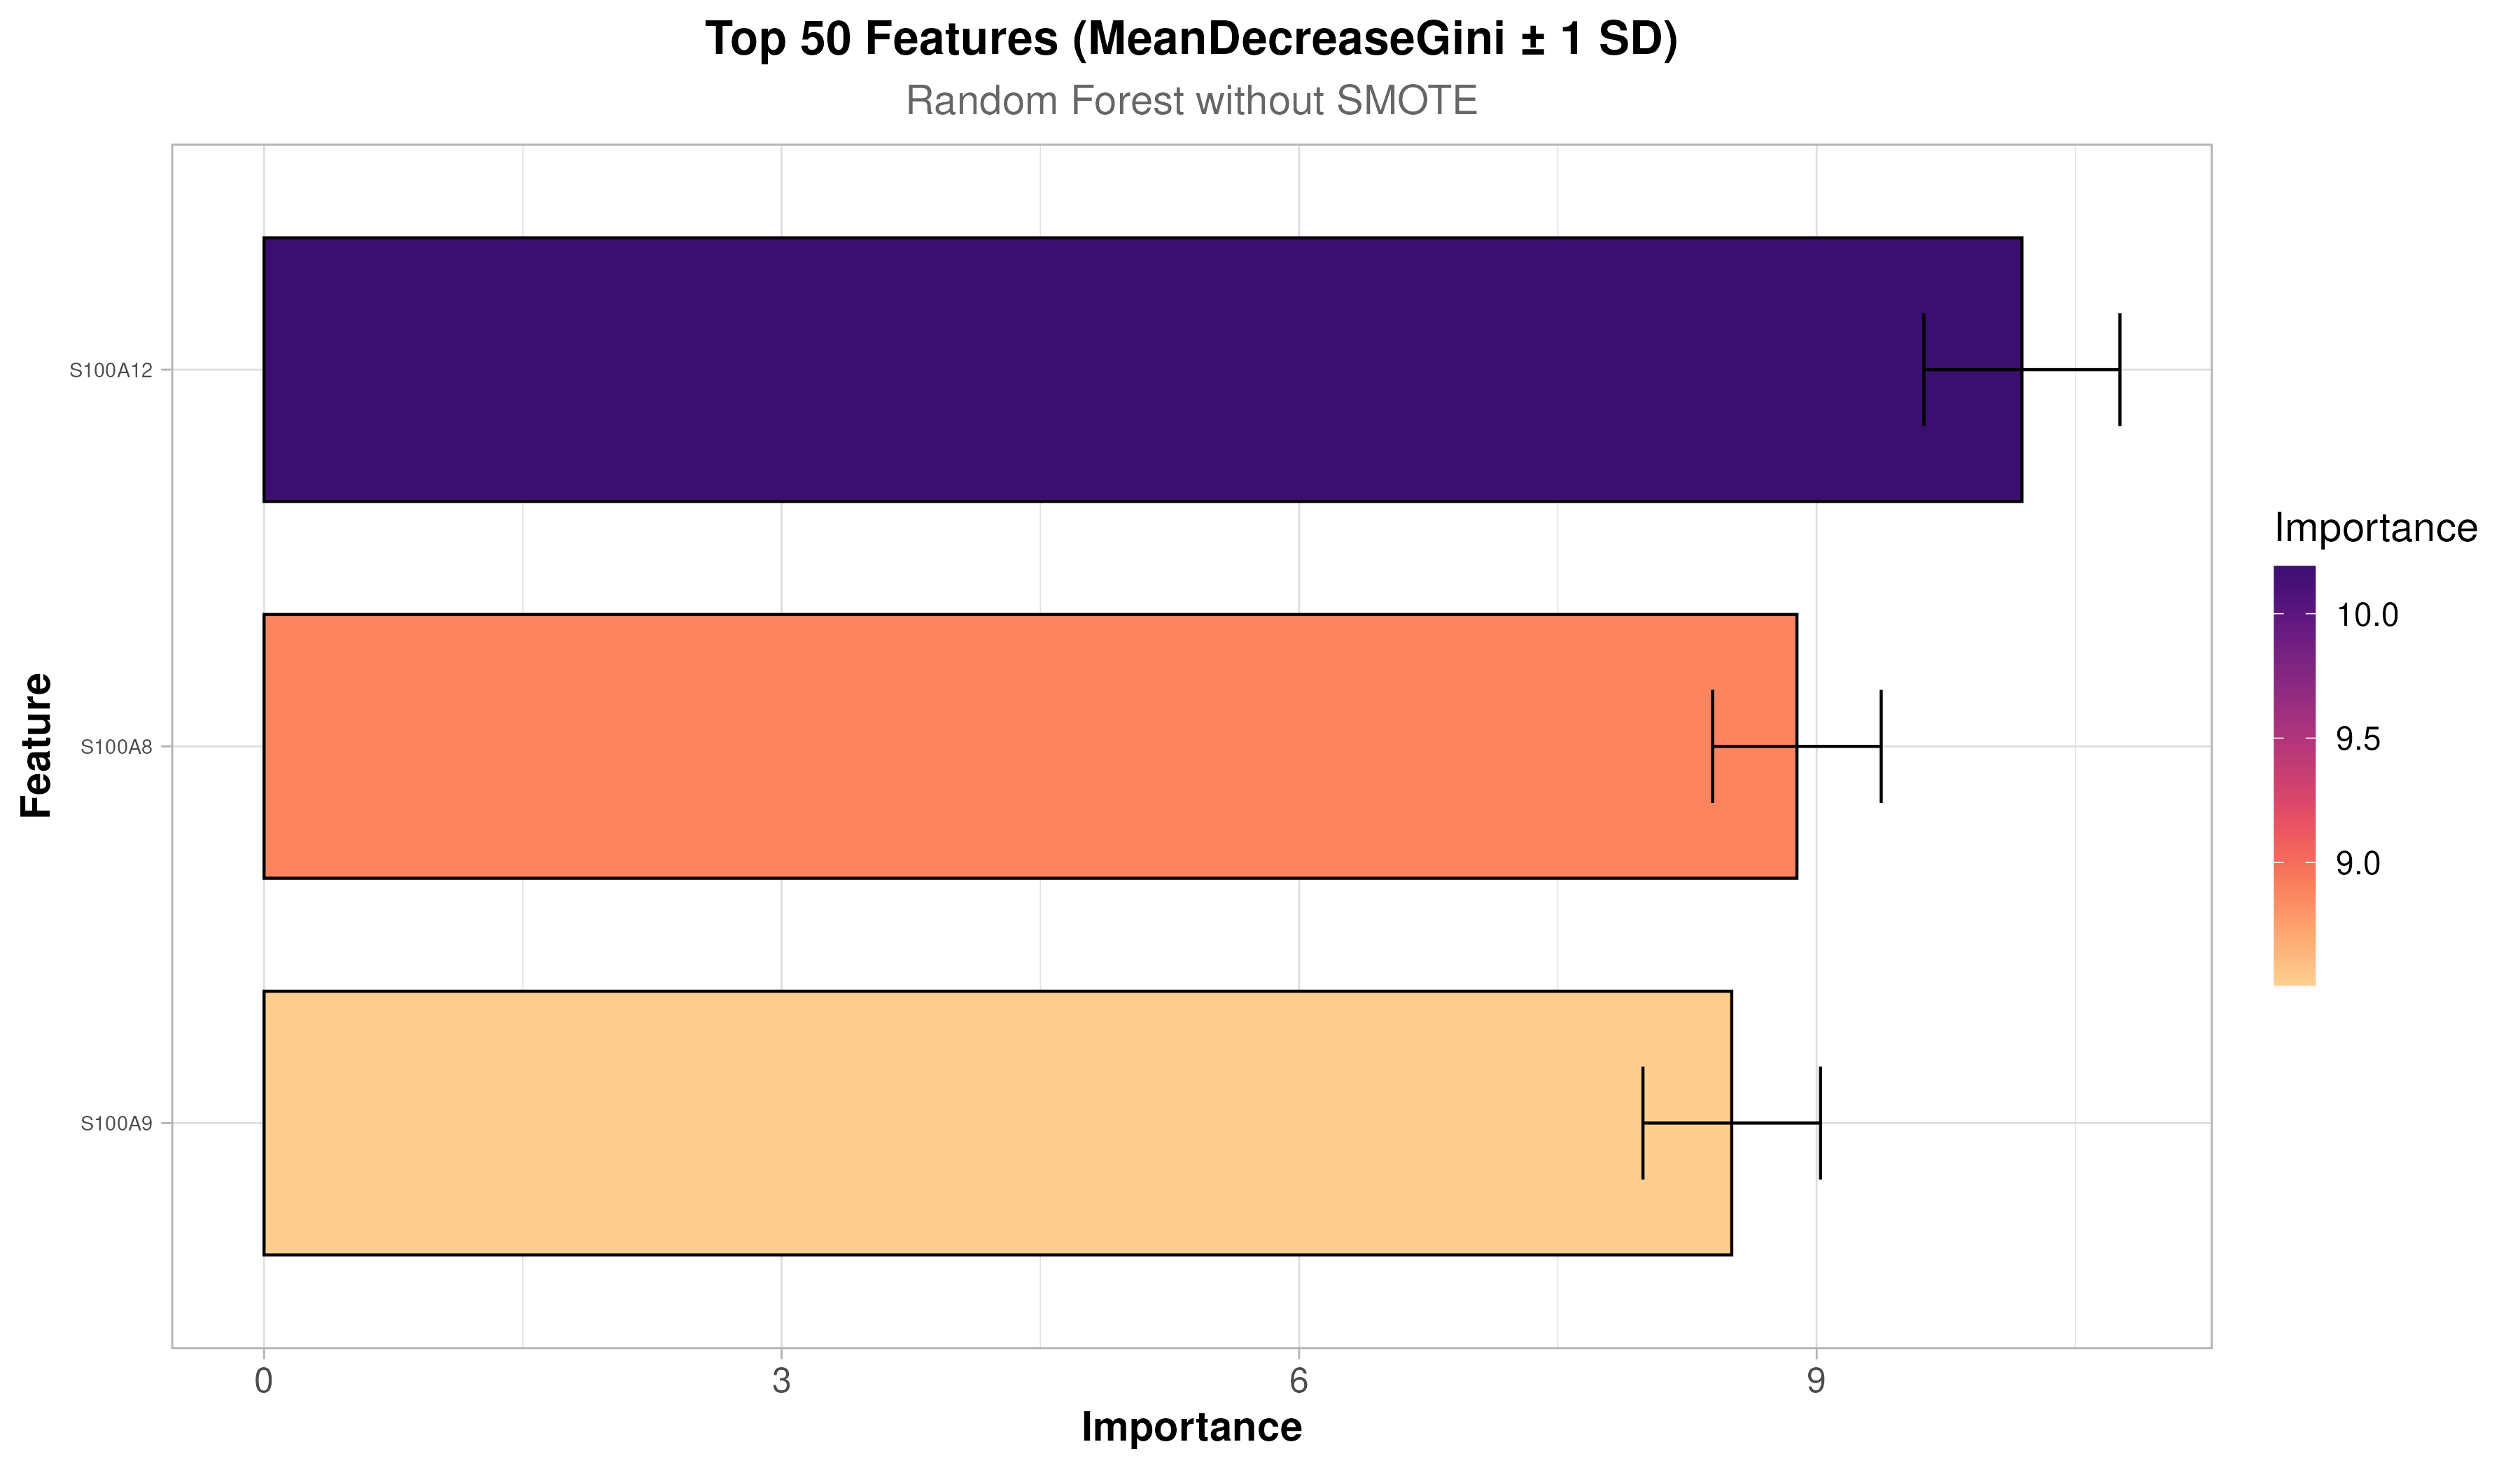 Top 50 Features (MeanDecreaseGini ± 1 SD)
Random Forest without SMOTE
Feature
S100A12
S100A8
S100A9
0 3 6 9
Importance
Importance
10.0
9.5
9.0